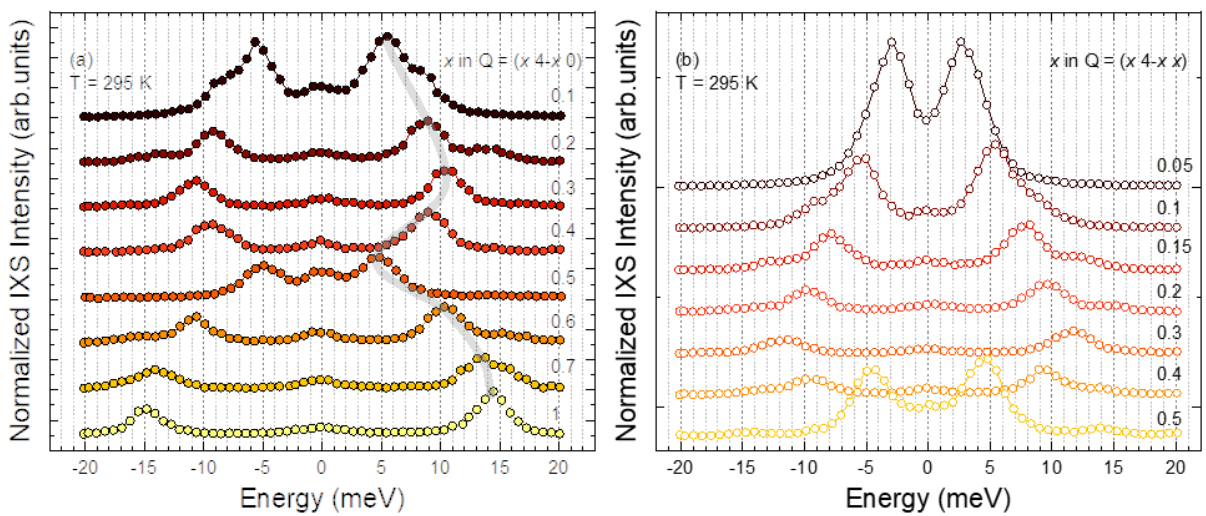 Normalized IXS Intensity (arb.units)
(a)
T = 295 K
x in Q = (x 4-x 0)
0.1
0.2
0.3
0.4
0.5
0.6
0.7
1
-20 -15 -10 -5 0 5 10 15 20
Energy (meV)
Normalized IXS Intensity (arb.units)
(b)
T = 295 K
x in Q = (x 4-x x)
0.05
0.1
0.15
0.2
0.3
0.4
0.5
-20 -15 -10 -5 0 5 10 15 20
Energy (meV)